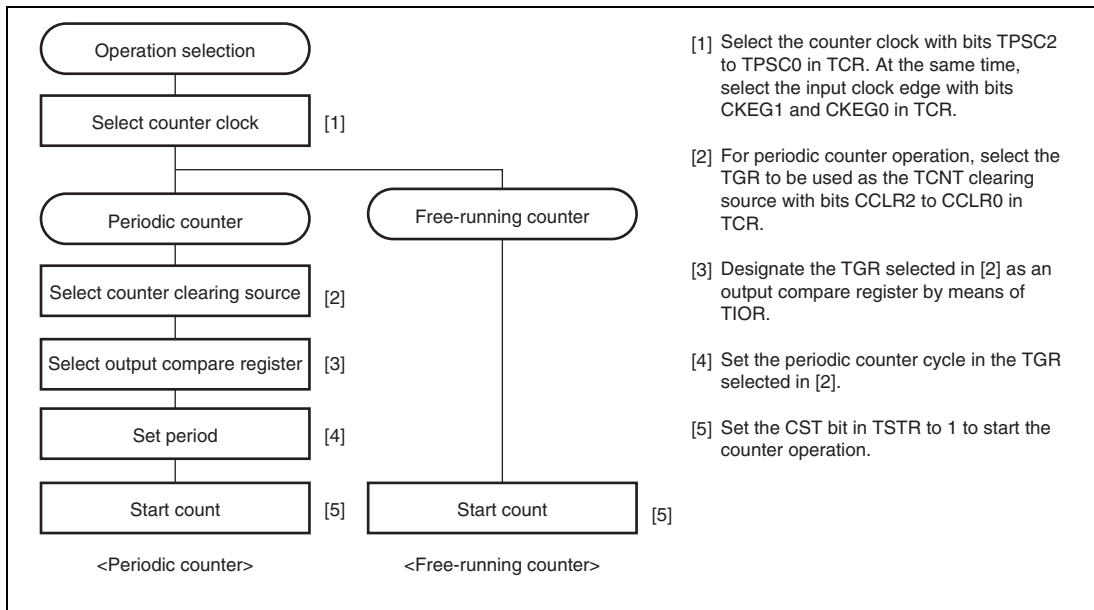 Operation selection
Select counter clock
[1]
Periodic counter
Free-running counter
Select counter clearing source
[2]
Select output compare register
[3]
Set period
[4]
Start count
[5]
Start count
[5]
<Periodic counter>
<Free-running counter>
[1] Select the counter clock with bits TPSC2
to TPSC0 in TCR. At the same time,
select the input clock edge with bits
CKEG1 and CKEG0 in TCR.
[2] For periodic counter operation, select the
TGR to be used as the TCNT clearing
source with bits CCLR2 to CCLR0 in
TCR.
[3] Designate the TGR selected in [2] as an
output compare register by means of
TIOR.
[4] Set the periodic counter cycle in the TGR
selected in [2].
[5] Set the CST bit in TSTR to 1 to start the
counter operation.